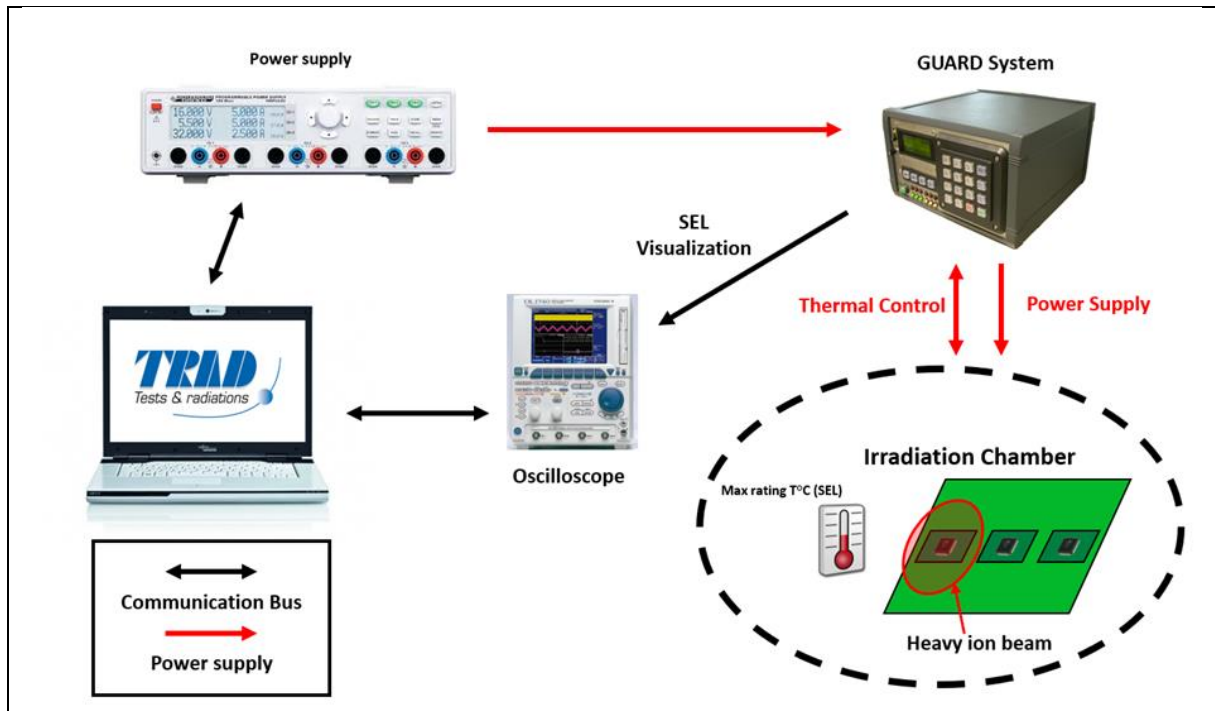 Power supply
GUARD System
16.000 V 5.000 A
5.500 V 5.000 A
32.000 V 2.500 A
SEL
Visualization
Thermal Control
Power Supply
TRAD
Tests & radiations
Oscilloscope
Irradiation Chamber
Max rating T°C (SEL)
Communication Bus
Power supply
Heavy ion beam